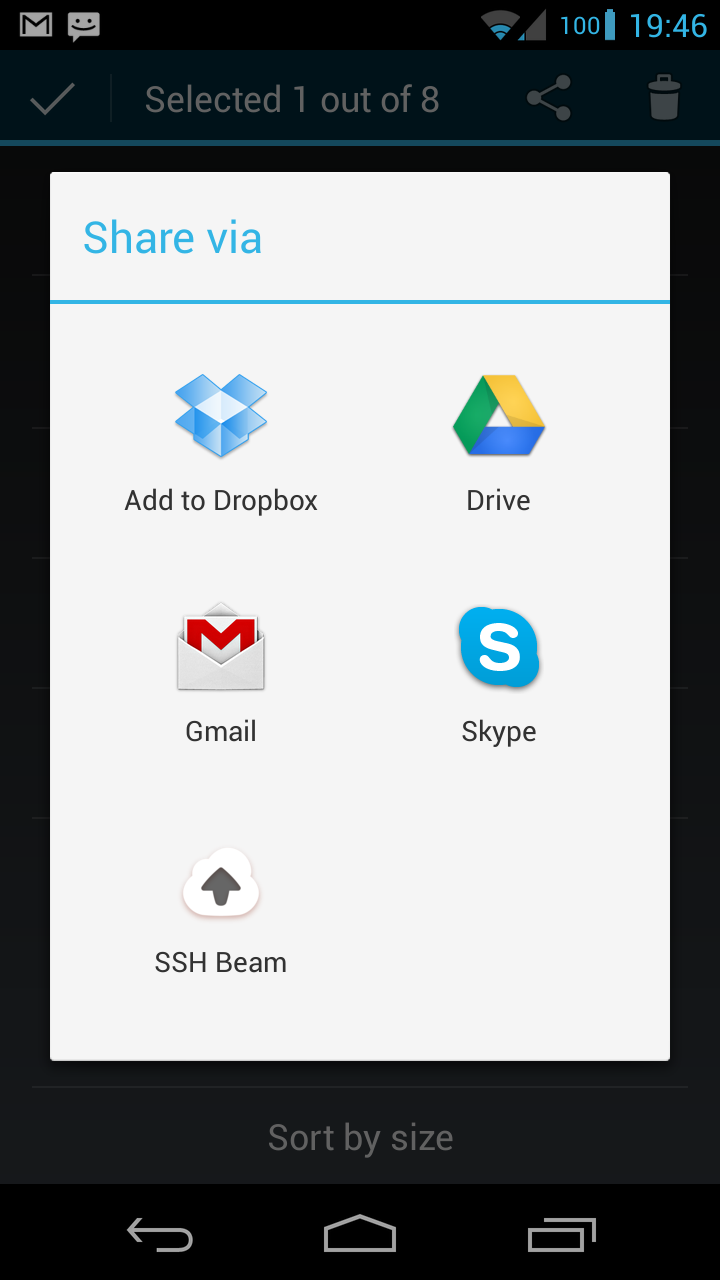 100 19:46
Selected 1 out of 8
Share via
Add to Dropbox
Drive
Gmail
Skype
SSH Beam
Sort by size